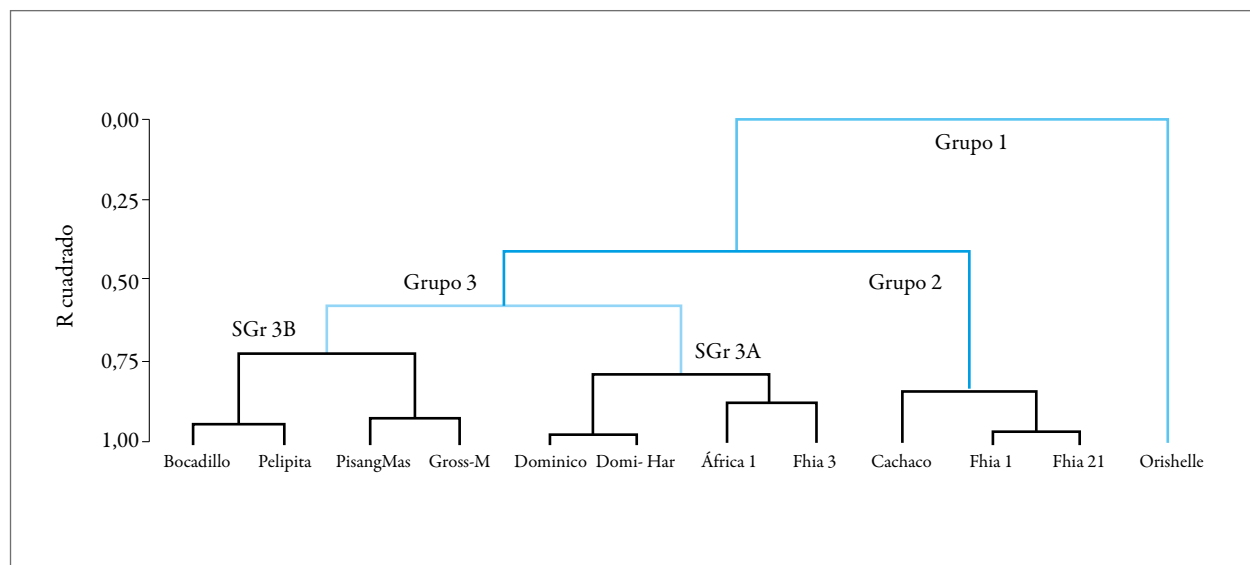 0,00
Grupo 1
0,25
R cuadrado
0,50
Grupo 3
Grupo 2
SGr 3B
SGr 3A
0,75
1,00
Bocadillo Pelipita PisangMas Gross-M Dominico Domi- Har África 1 Fhia 3 Cachaco Fhia 1 Fhia 21 Orishelle